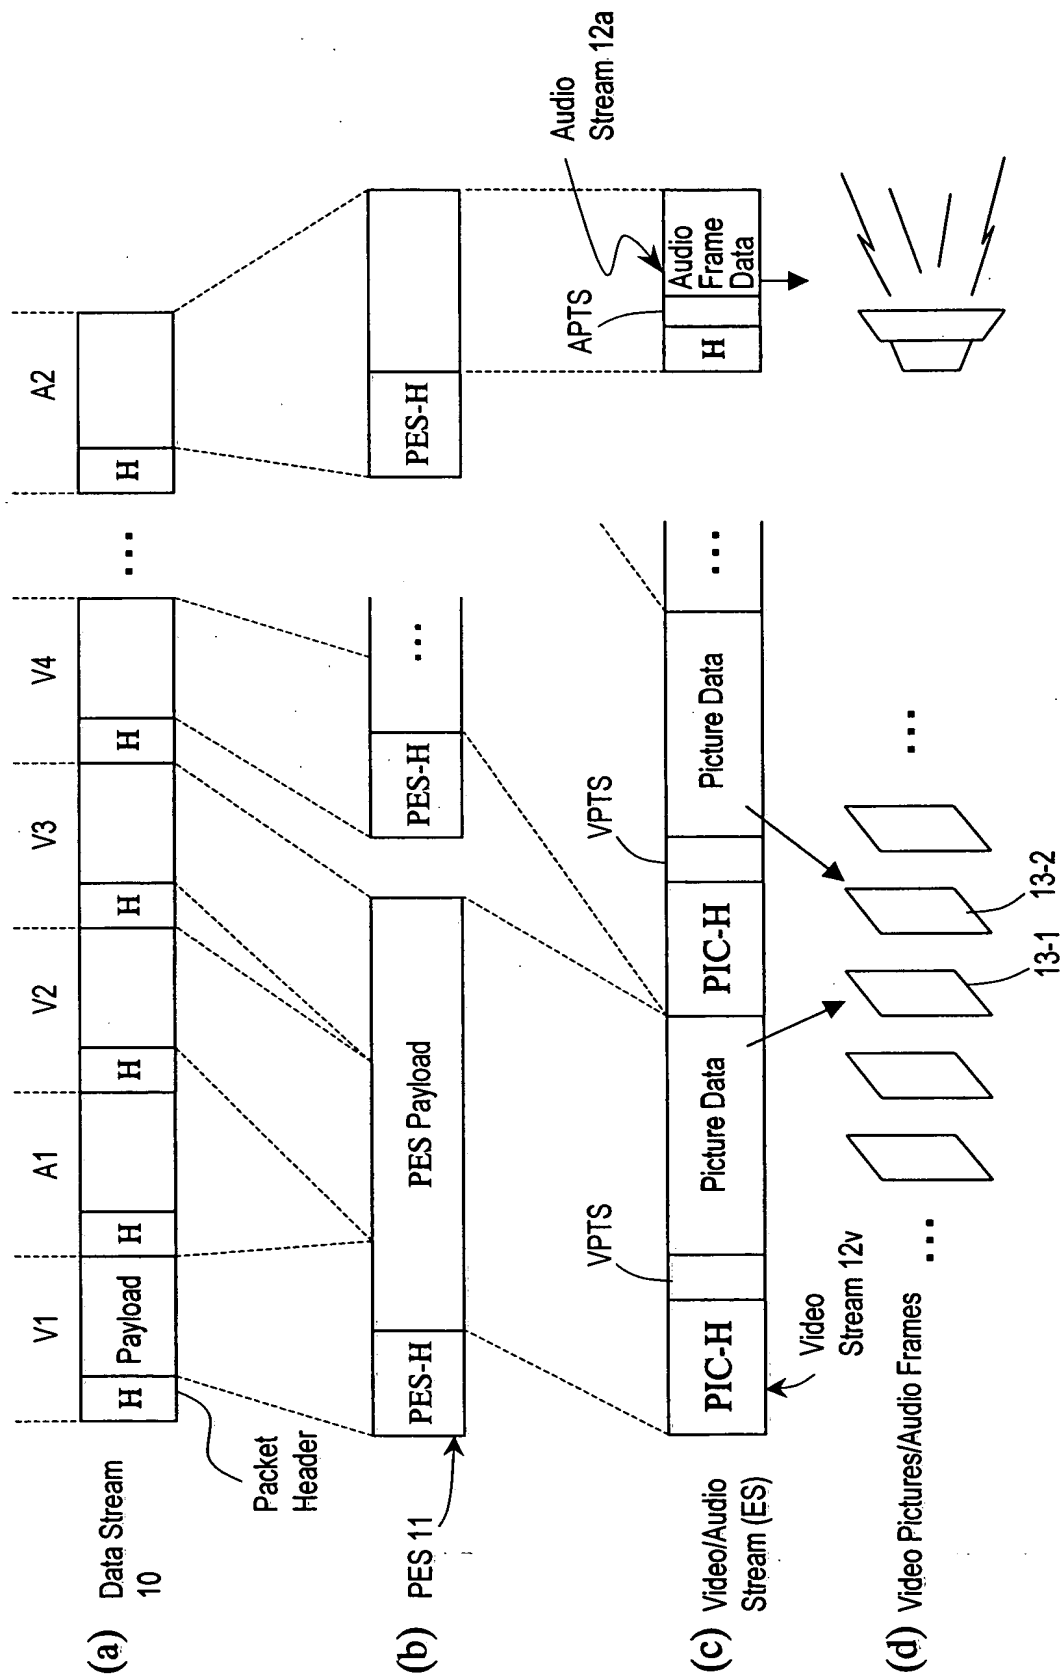 V1
A1
V2
V3
V4
A2
(a) Data Stream
10
H
Payload
H
H
H
H
...
H
Packet
Header
(b) PES 11
PES-H
PES Payload
PES-H
...
PES-H
VPTS
VPTS
APTS
Audio
Stream 12a
(c) Video/Audio
Stream (ES)
PIC-H
Picture Data
PIC-H
Picture Data
...
H
Audio
Frame
Data
Video
Stream 12v
(d) Video Pictures/Audio Frames
...
...
13-1
13-2